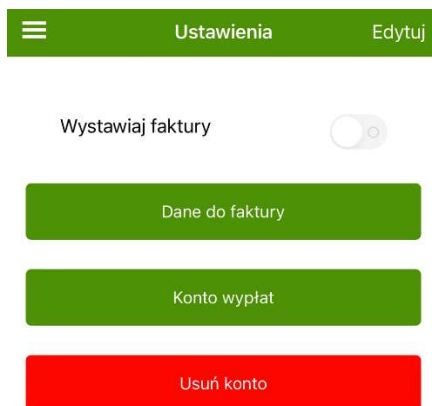 Ustawienia Edytuj
Wystawiaj faktury
Dane do faktury
Konto wypłat
Usuń konto